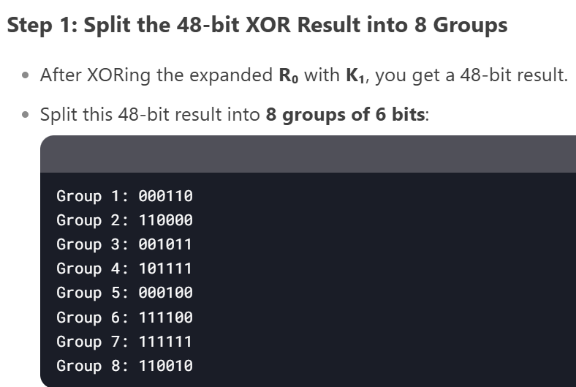 Step 1: Split the 48-bit XOR Result into 8 Groups
• After XORing the expanded R₀ with K₁, you get a 48-bit result.
• Split this 48-bit result into 8 groups of 6 bits:
Group 1: 000110
Group 2: 110000
Group 3: 001011
Group 4: 101111
Group 5: 000100
Group 6: 111100
Group 7: 111111
Group 8: 110010